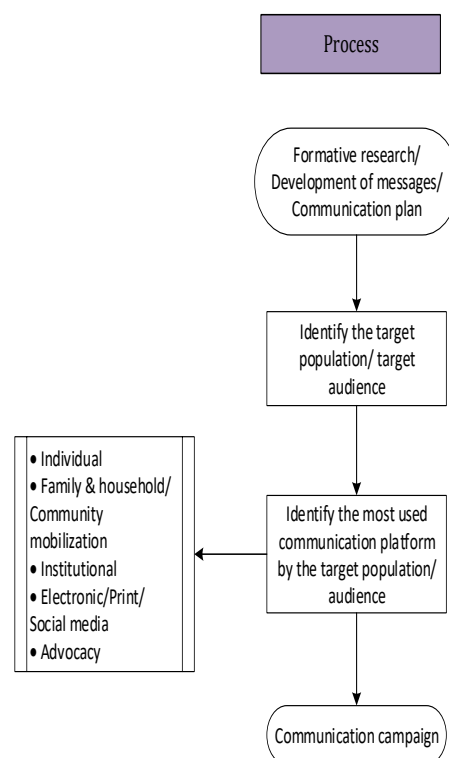 Process
Formative research/
Development of messages/
Communication plan
Identify the target
population/ target
audience
• Individual
• Family & household/
Community
mobilization
• Institutional
• Electronic/Print/
Social media
• Advocacy
Identify the most used
communication platform
by the target population/
audience
Communication campaign